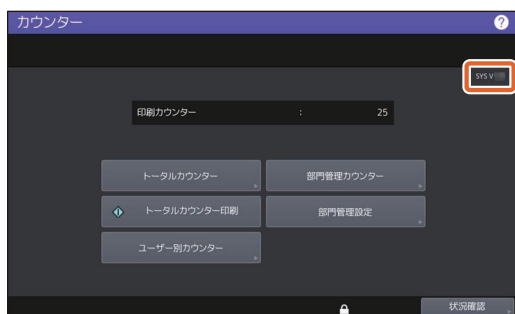 カウンター ?
SYS V
印刷カウンター : 25
トータルカウンター 部門管理カウンター
トータルカウンター印刷 部門管理設定
ユーザー別カウンター
状況確認